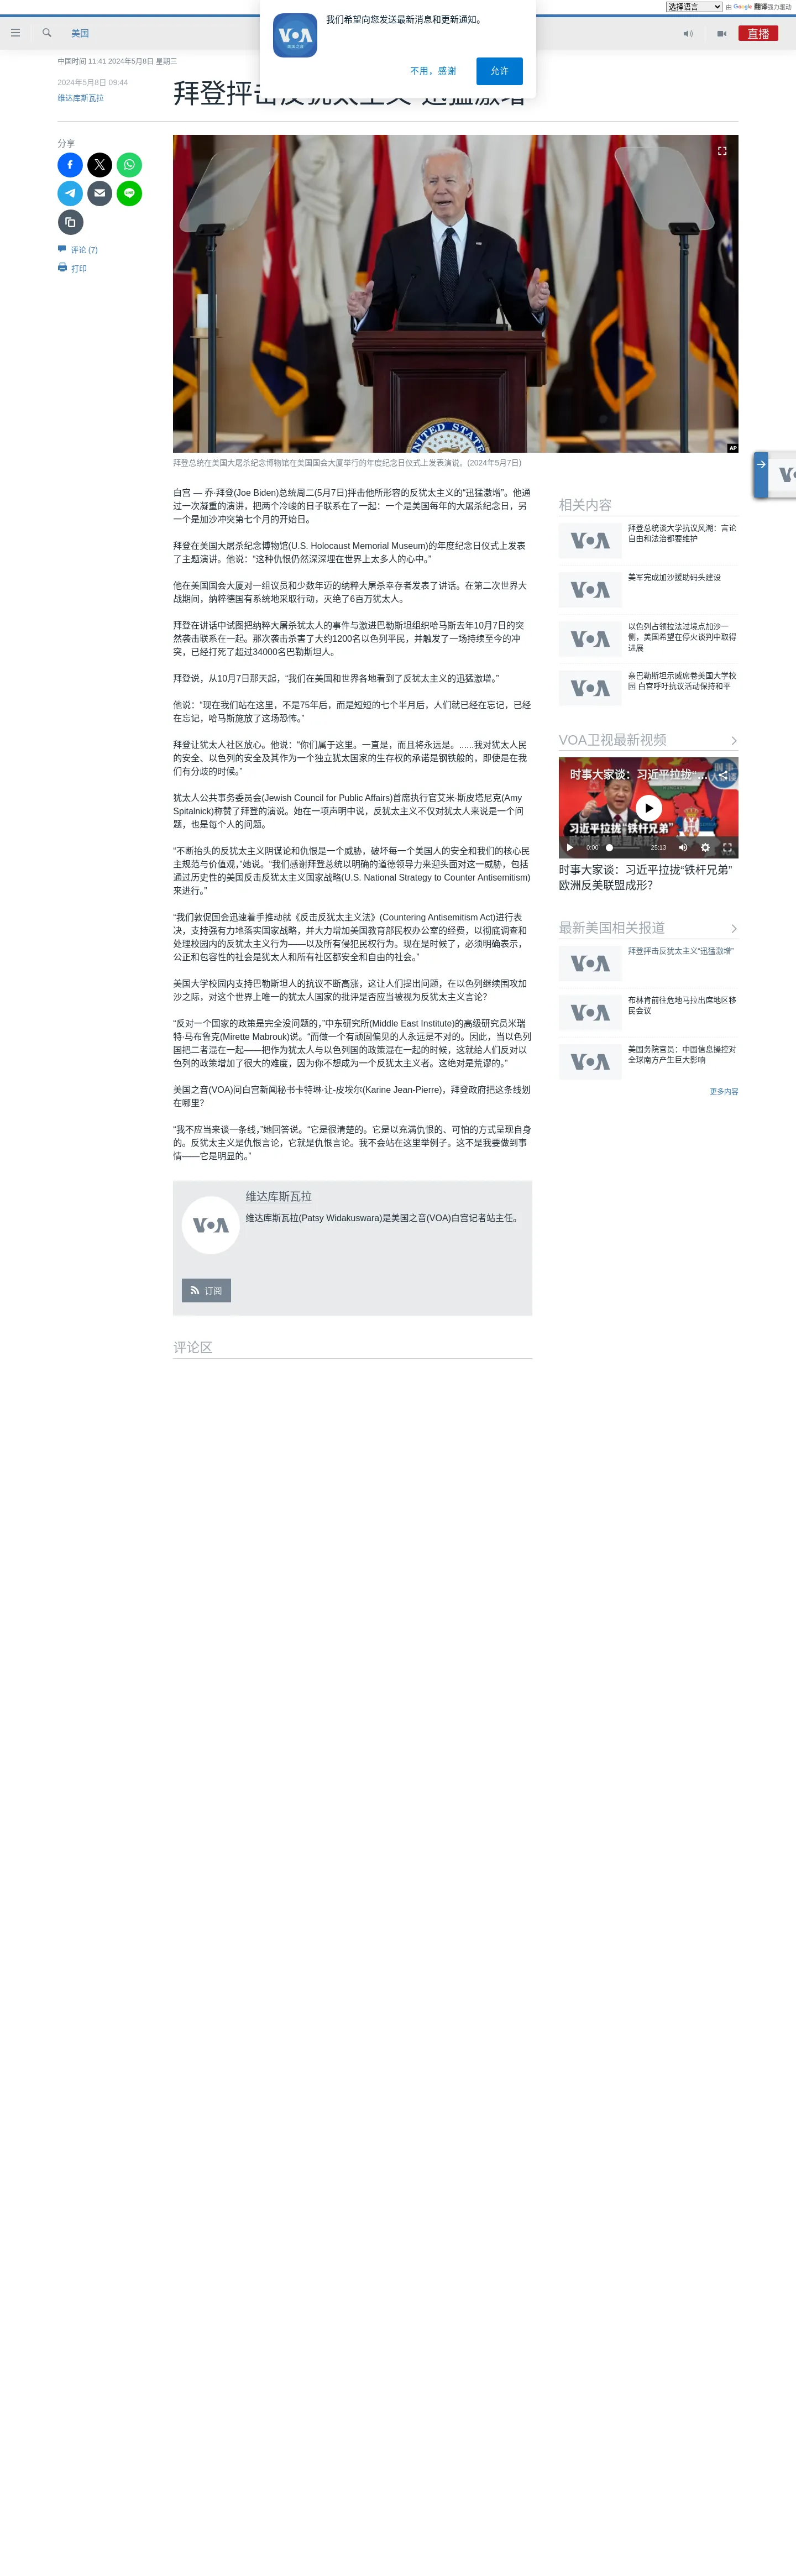 选择语言
由 Google 翻译强力驱动
VOA
美国之音
我们希望向您发送最新消息和更新通知。
不用，感谢
允许
美国
直播
中国时间 11:41 2024年5月8日 星期三
2024年5月8日 09:44
维达库斯瓦拉
拜登抨击反犹太主义“迅猛激增”
分享
评论 (7)
打印
AP
拜登总统在美国大屠杀纪念博物馆在美国国会大厦举行的年度纪念日仪式上发表演说。(2024年5月7日)
白宫 — 乔·拜登(Joe Biden)总统周二(5月7日)抨击他所形容的反犹太主义的“迅猛激增”。他通
过一次凝重的演讲，把两个冷峻的日子联系在了一起：一个是美国每年的大屠杀纪念日，另
一个是加沙冲突第七个月的开始日。
拜登在美国大屠杀纪念博物馆(U.S. Holocaust Memorial Museum)的年度纪念日仪式上发表
了主题演讲。他说：“这种仇恨仍然深深埋在世界上太多人的心中。”
他在美国国会大厦对一组议员和少数年迈的纳粹大屠杀幸存者发表了讲话。在第二次世界大
战期间，纳粹德国有系统地采取行动，灭绝了6百万犹太人。
拜登在讲话中试图把纳粹大屠杀犹太人的事件与激进巴勒斯坦组织哈马斯去年10月7日的突
然袭击联系在一起。那次袭击杀害了大约1200名以色列平民，并触发了一场持续至今的冲
突，已经打死了超过34000名巴勒斯坦人。
拜登说，从10月7日那天起，“我们在美国和世界各地看到了反犹太主义的迅猛激增。”
他说：“现在我们站在这里，不是75年后，而是短短的七个半月后，人们就已经在忘记，已经
在忘记，哈马斯施放了这场恐怖。”
拜登让犹太人社区放心。他说：“你们属于这里。一直是，而且将永远是。......我对犹太人民
的安全、以色列的安全及其作为一个独立犹太国家的生存权的承诺是钢铁般的，即使是在我
们有分歧的时候。”
犹太人公共事务委员会(Jewish Council for Public Affairs)首席执行官艾米·斯皮塔尼克(Amy
Spitalnick)称赞了拜登的演说。她在一项声明中说，反犹太主义不仅对犹太人来说是一个问
题，也是每个人的问题。
“不断抬头的反犹太主义阴谋论和仇恨是一个威胁，破坏每一个美国人的安全和我们的核心民
主规范与价值观，”她说。“我们感谢拜登总统以明确的道德领导力来迎头面对这一威胁，包括
通过历史性的美国反击反犹太主义国家战略(U.S. National Strategy to Counter Antisemitism)
来进行。”
“我们敦促国会迅速着手推动就《反击反犹太主义法》(Countering Antisemitism Act)进行表
决，支持强有力地落实国家战略，并大力增加美国教育部民权办公室的经费，以彻底调查和
处理校园内的反犹太主义行为——以及所有侵犯民权行为。现在是时候了，必须明确表示，
公正和包容性的社会是犹太人和所有社区都安全和自由的社会。”
美国大学校园内支持巴勒斯坦人的抗议不断高涨，这让人们提出问题，在以色列继续围攻加
沙之际，对这个世界上唯一的犹太人国家的批评是否应当被视为反犹太主义言论？
“反对一个国家的政策是完全没问题的，”中东研究所(Middle East Institute)的高级研究员米瑞
特·马布鲁克(Mirette Mabrouk)说。“而做一个有顽固偏见的人永远是不对的。因此，当以色列
国把二者混在一起——把作为犹太人与以色列国的政策混在一起的时候，这就给人们反对以
色列的政策增加了很大的难度，因为你不想成为一个反犹太主义者。这绝对是荒谬的。”
美国之音(VOA)问白宫新闻秘书卡特琳·让-皮埃尔(Karine Jean-Pierre)，拜登政府把这条线划
在哪里？
“我不应当来谈一条线，”她回答说。“它是很清楚的。它是以充满仇恨的、可怕的方式呈现自身
的。反犹太主义是仇恨言论，它就是仇恨言论。我不会站在这里举例子。这不是我要做到事
情——它是明显的。”
VOA
维达库斯瓦拉
维达库斯瓦拉(Patsy Widakuswara)是美国之音(VOA)白宫记者站主任。
订阅
评论区
相关内容
VOA
拜登总统谈大学抗议风潮：言论
自由和法治都要维护
VOA
美军完成加沙援助码头建设
VOA
以色列占领拉法过境点加沙一
侧，美国希望在停火谈判中取得
进展
VOA
亲巴勒斯坦示威席卷美国大学校
园 白宫呼吁抗议活动保持和平
VOA卫视最新视频
时事大家谈：习近平拉拢“...
习近平拉拢“铁杆兄弟”
欧洲反美联盟成形？
0:00
25:13
时事大家谈：习近平拉拢“铁杆兄弟”
欧洲反美联盟成形？
最新美国相关报道
VOA
拜登抨击反犹太主义“迅猛激增”
VOA
布林肯前往危地马拉出席地区移
民会议
VOA
美国务院官员：中国信息操控对
全球南方产生巨大影响
更多内容